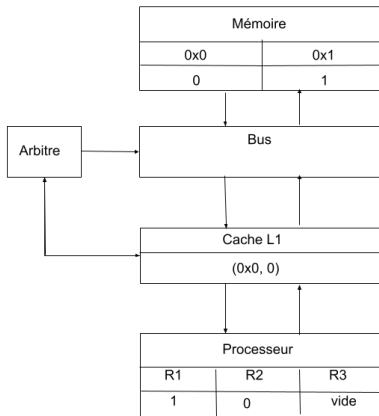 Mémoire
0x0 0x1
0 1
Arbitre
Bus
Cache L1
(0x0, 0)
Processeur
R1 R2 R3
1 0 vide